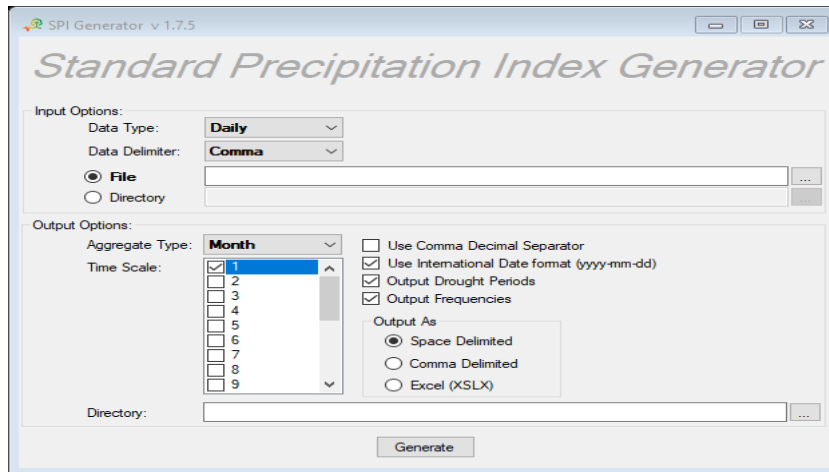 SPI Generator v 1.7.5
Standard Precipitation Index Generator
Input Options:
Data Type: Daily
Data Delimiter: Comma
File ...
Directory ...
Output Options:
Aggregate Type: Month
Use Comma Decimal Separator
Time Scale: 1
Use International Date format (yyyy-mm-dd)
2
Output Drought Periods
3
Output Frequencies
4
5
Output As
6
Space Delimited
7
Comma Delimited
8
9
Excel (XSLX)
Directory: ...
Generate